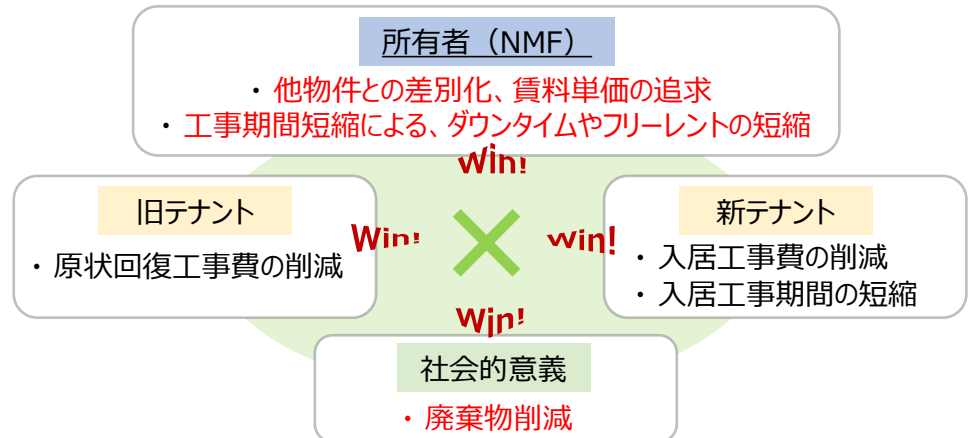 所有者（NMF）
・他物件との差別化、賃料単価の追求
・工事期間短縮による、ダウンタイムやフリーレントの短縮
Win!
旧テナント
・原状回復工事費の削減
Win!
Win!
新テナント
・入居工事費の削減
・入居工事期間の短縮
Win!
社会的意義
・廃棄物削減